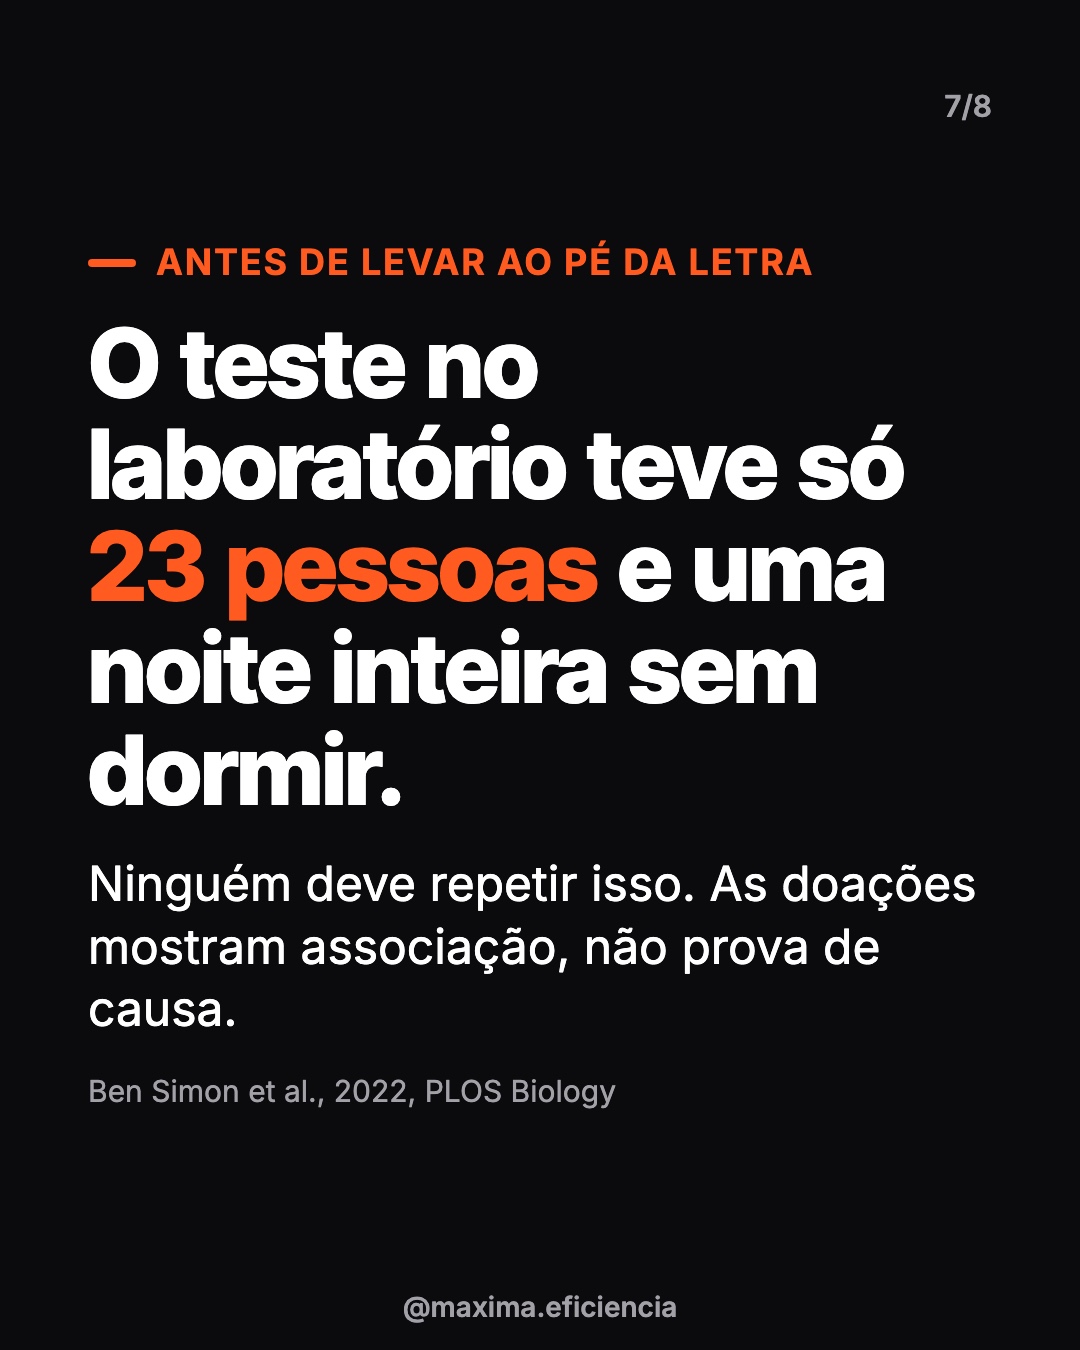 7/8
ANTES DE LEVAR AO PÉ DA LETRA
O teste no
laboratório teve só
23 pessoas e uma
noite inteira sem
dormir.
Ninguém deve repetir isso. As doações
mostram associação, não prova de
causa.
Ben Simon et al., 2022, PLOS Biology
@maxima.eficiencia